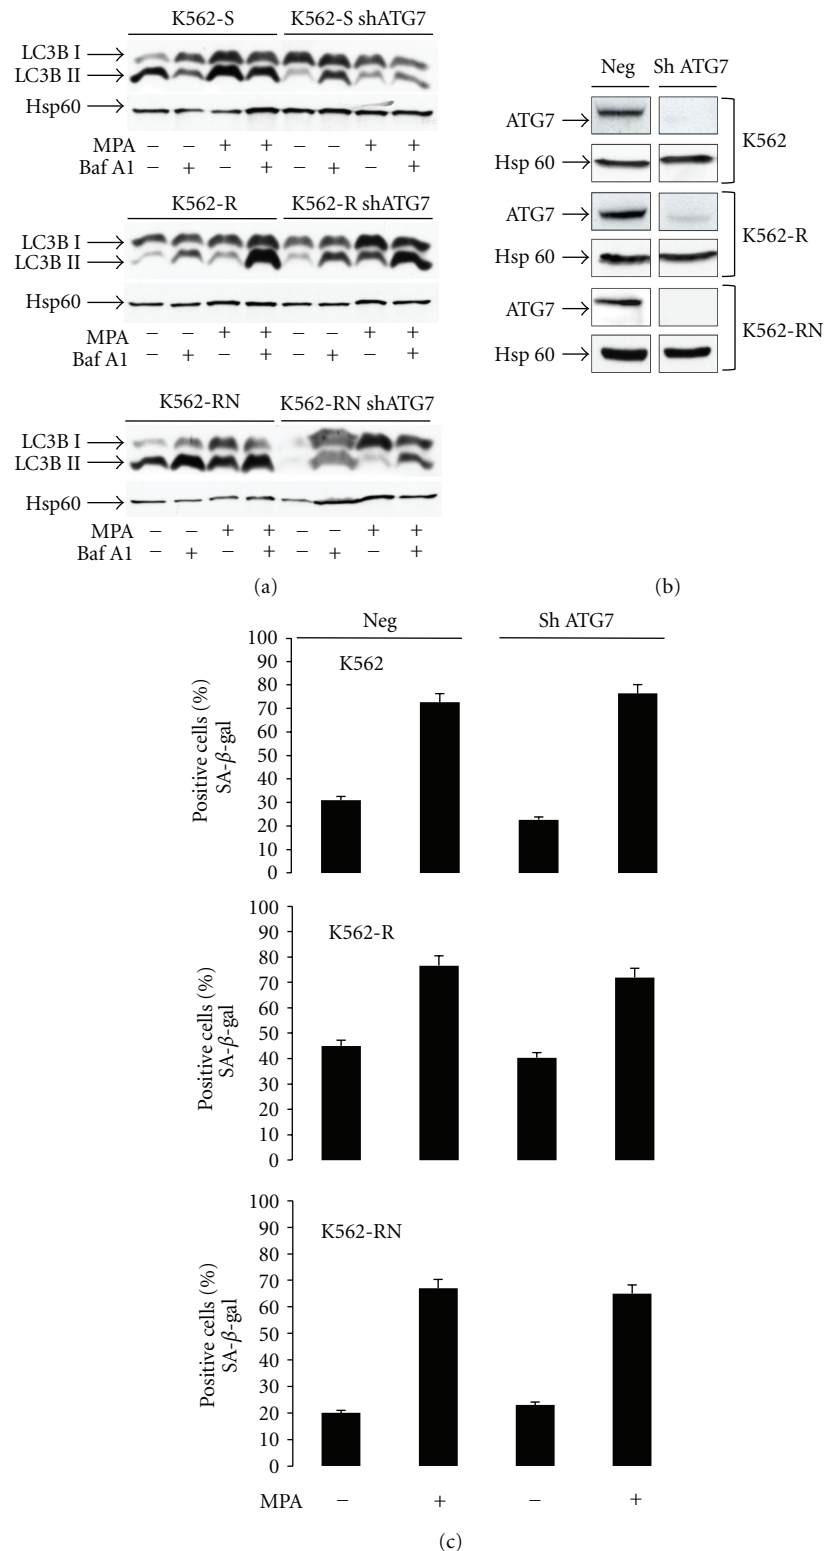 K562-S K562-S shATG7
LC3B I
LC3B II
Hsp60
MPA − − + + − − + +
Baf A1 − + − + − + − +
K562-R K562-R shATG7
LC3B I
LC3B II
Hsp60
MPA − − + + − − + +
Baf A1 − + − + − + − +
K562-RN K562-RN shATG7
LC3B I
LC3B II
Hsp60
MPA − − + + − − + +
Baf A1 − + − + − + − +
(a)
Neg Sh ATG7
ATG7
K562
Hsp 60
ATG7
K562-R
Hsp 60
ATG7
K562-RN
Hsp 60
(b)
Neg Sh ATG7
K562
100
90
80
70
60
50
40
30
20
10
0
Positive cells (%)
SA-β-gal
K562-R
100
90
80
70
60
50
40
30
20
10
0
Positive cells (%)
SA-β-gal
K562-RN
100
90
80
70
60
50
40
30
20
10
0
Positive cells (%)
SA-β-gal
MPA − + − +
(c)